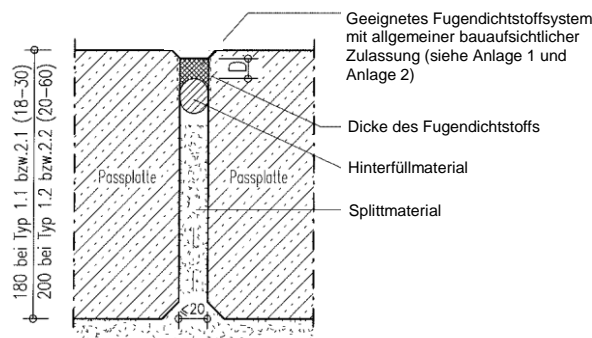 Geeignetes Fugendichtstoffsystem
mit allgemeiner bauaufsichtlicher
Zulassung (siehe Anlage 1 und
Anlage 2)
D
Dicke des Fugendichtstoffs
Hinterfüllmaterial
Passplatte
Passplatte
Splittmaterial
180 bei Typ 1.1 bzw.2.1 (18-30)
200 bei Typ 1.2 bzw.2.2 (20-60)
≤20